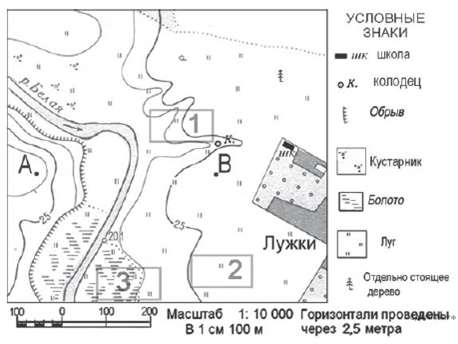 УСЛОВНЫЕ
ЗНАКИ
шк школа
К. колодец
Обрыв
Кустарник
Болото
Луг
Отдельно стоящее
дерево
р. Белая
1
К.
А
В
шк
25
25
Лужки
20,1
2
3
100 0 100 200
Масштаб 1: 10 000
В 1 см 100 м
Горизонтали проведены
через 2,5 метра